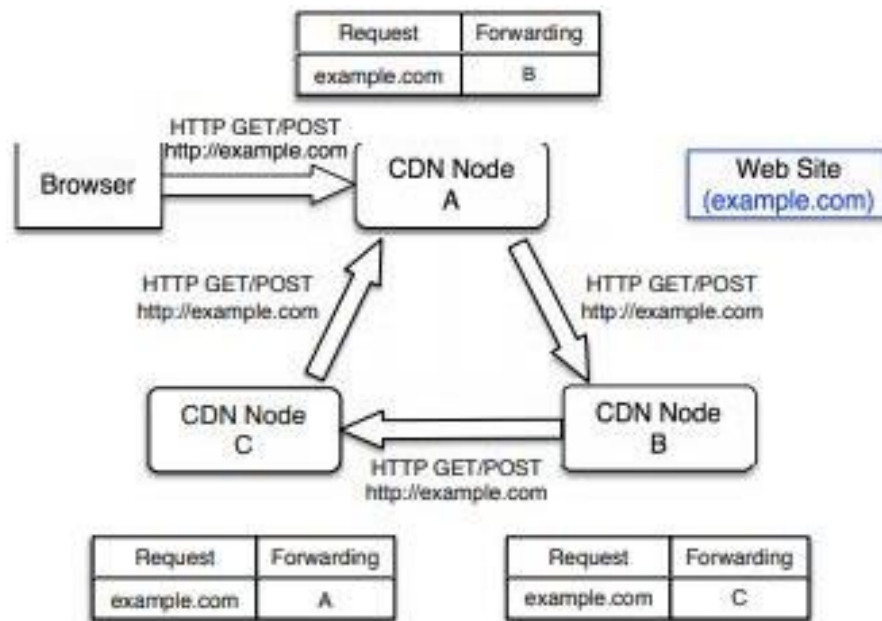 Request Forwarding
example.com B
HTTP GET/POST
http://example.com
Browser
CDN Node
A
Web Site
(example.com)
HTTP GET/POST
http://example.com
HTTP GET/POST
http://example.com
CDN Node
C
CDN Node
B
HTTP GET/POST
http://example.com
Request Forwarding
example.com A
Request Forwarding
example.com C